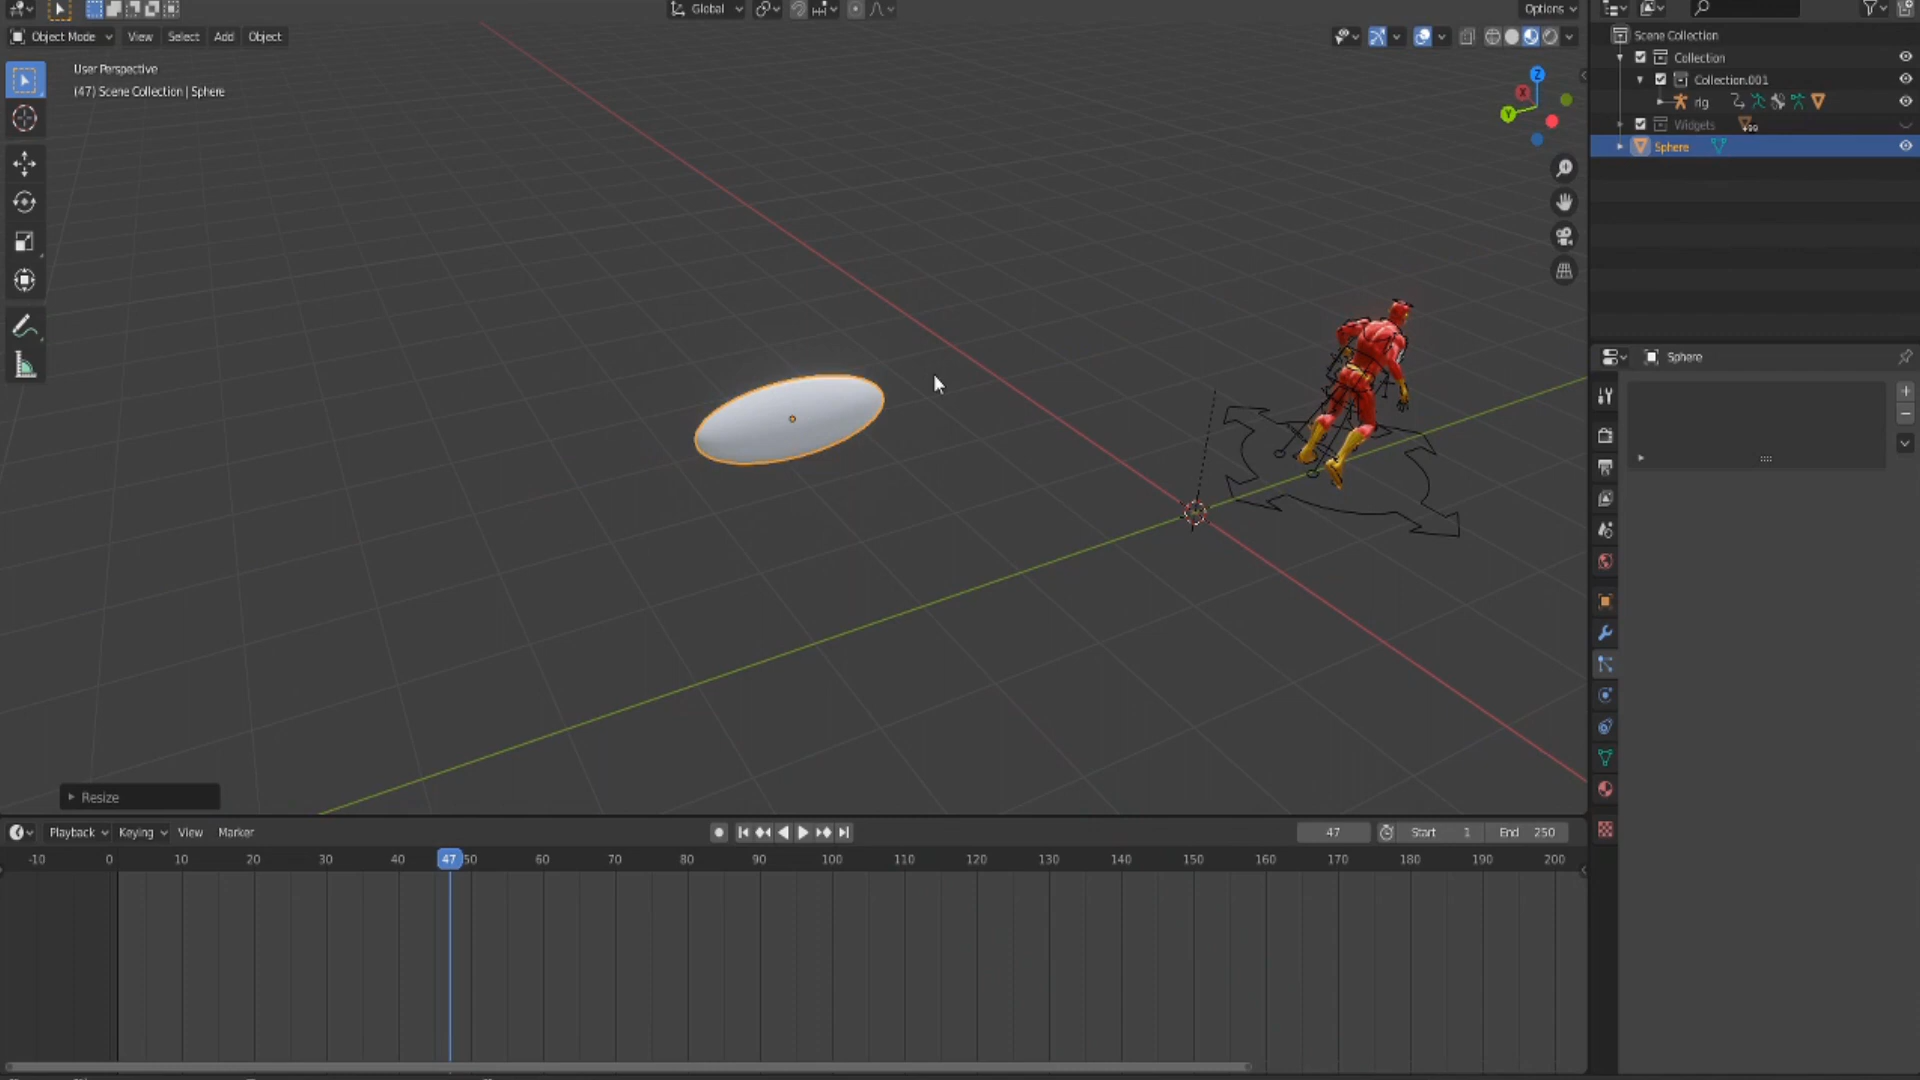 Global
Options
Object Mode
View
Select
Add
Object
User Perspective
(47) Scene Collection | Sphere
Z
X
Y
Scene Collection
Collection
Collection.001
rig
Widgets
Sphere
Sphere
Resize
Playback
Keying
View
Marker
47
Start 1
End 250
-10 0 10 20 30 40 47 50 60 70 80 90 100 110 120 130 140 150 160 170 180 190 200